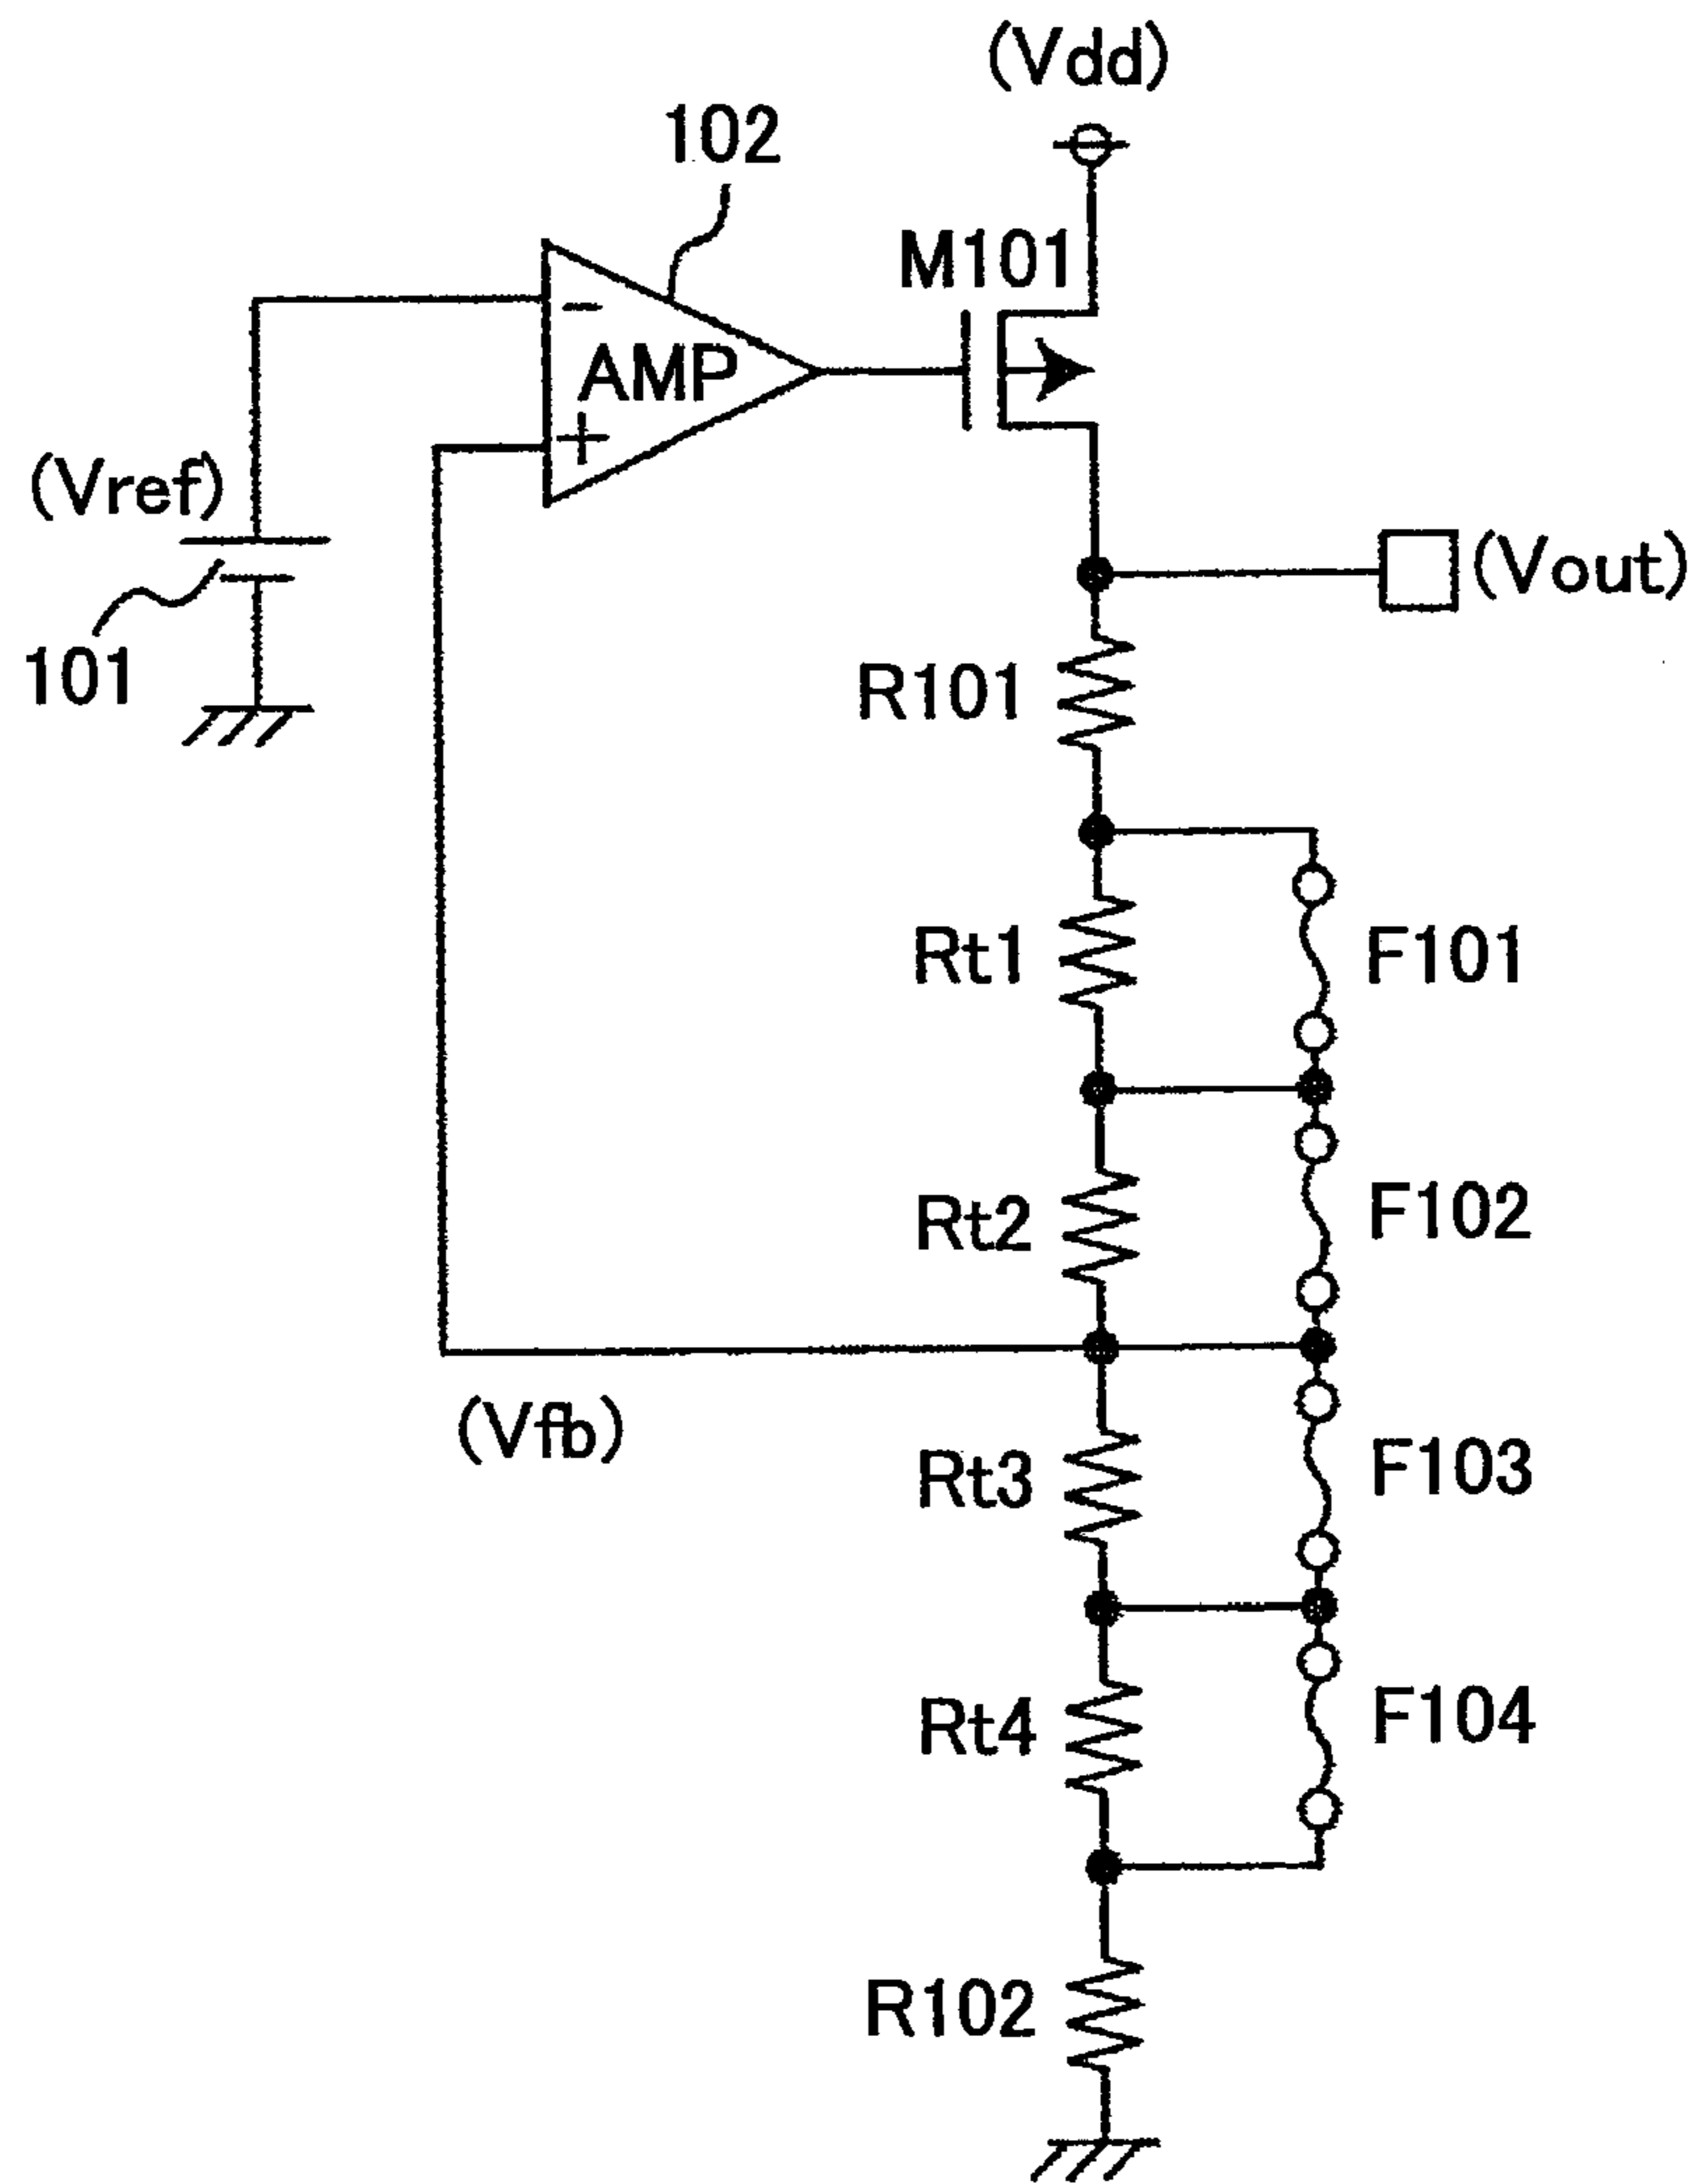 (Vdd)
102
M101
-
AMP
+
(Vref)
(Vout)
101
R101
Rt1
F101
Rt2
F102
(Vfb)
Rt3
F103
Rt4
F104
R102